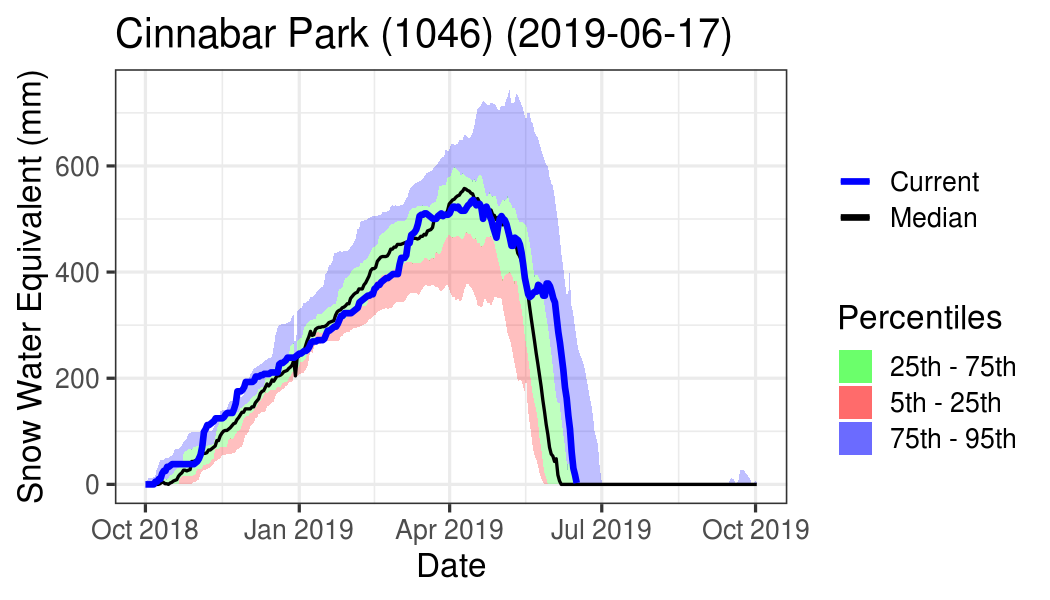 Cinnabar Park (1046) (2019-06-17)
Snow Water Equivalent (mm)
600
400
200
0
Oct 2018
Jan 2019
Apr 2019
Jul 2019
Oct 2019
Date
Current
Median
Percentiles
25th - 75th
5th - 25th
75th - 95th